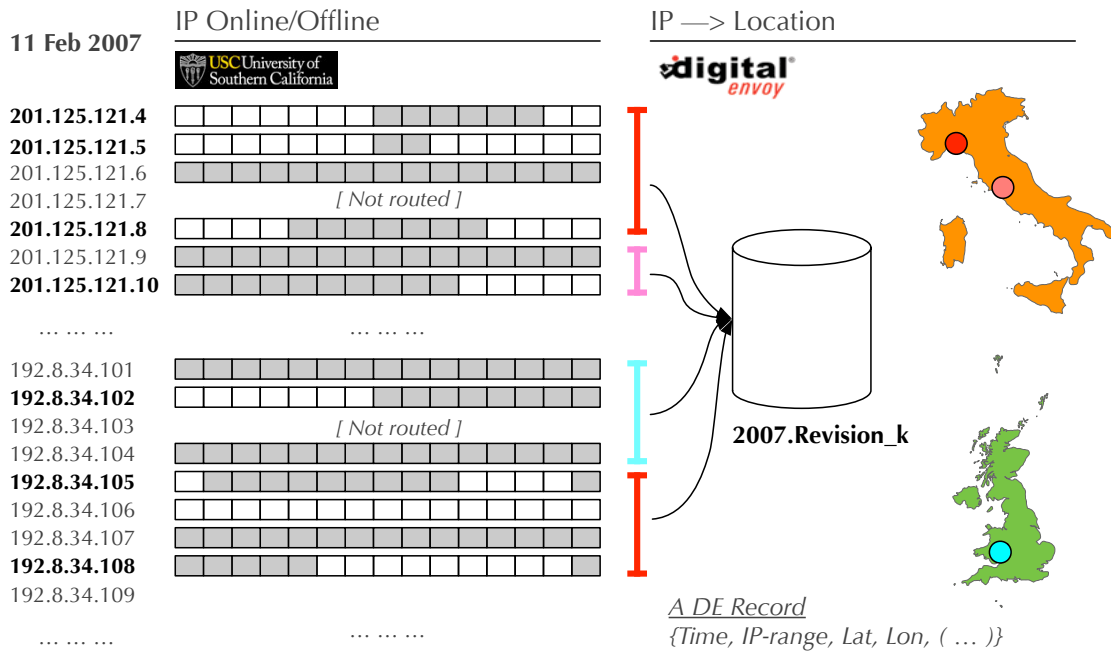 IP Online/Offline
IP —> Location
11 Feb 2007
USC University of
Southern California
digital®
envoy
201.125.121.4
201.125.121.5
201.125.121.6
201.125.121.7
[ Not routed ]
201.125.121.8
201.125.121.9
201.125.121.10
... ... ...
... ... ...
192.8.34.101
192.8.34.102
192.8.34.103
[ Not routed ]
2007.Revision_k
192.8.34.104
192.8.34.105
192.8.34.106
192.8.34.107
192.8.34.108
192.8.34.109
A DE Record
{Time, IP-range, Lat, Lon, ( ... )}
... ... ...
... ... ...